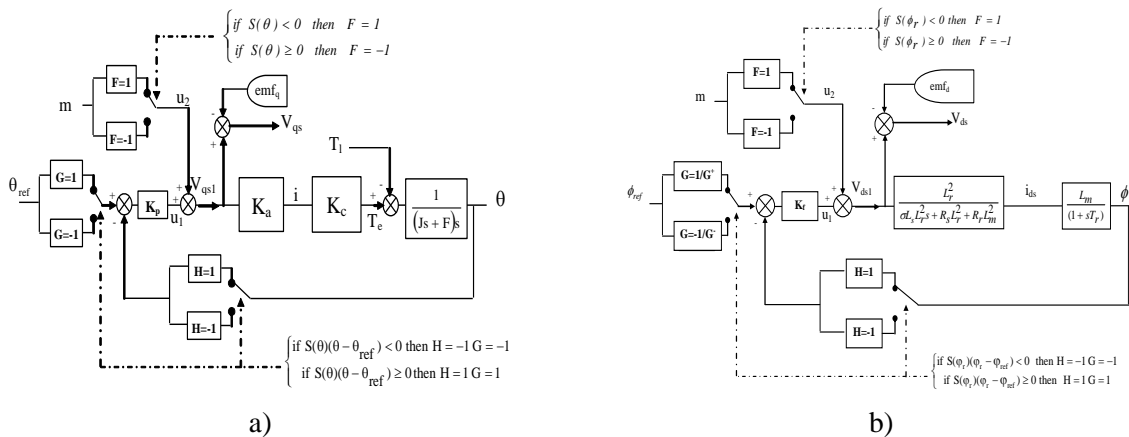 if S(θ) < 0 then F = 1
if S(θ) ≥ 0 then F = −1
F=1
m
u2
F=-1
emfq
-
+
Vqs
Tl
θref
G=1
G=-1
+
-
Kp
u1
+
+
Vqs1
Ka
i
Kc
+
-
Te
1
(Js + F)s
θ
H=1
H=-1
if S(θ)(θ − θref) < 0 then H = −1 G = −1
if S(θ)(θ − θref) ≥ 0 then H = 1 G = 1
a)
if S(ϕr) < 0 then F = 1
if S(ϕr) ≥ 0 then F = −1
F=1
m
u2
F=-1
emfd
-
+
Vds
ϕref
G=1/G+
G=-1/G-
+
-
Kf
u1
+
+
Vds1
Lr²
σLsLr²s + RsLr² + RrLm²
ids
Lm
(1 + sTr)
ϕ
H=1
H=-1
if S(φr)(φr − φref) < 0 then H = −1 G = −1
if S(φr)(φr − φref) ≥ 0 then H = 1 G = 1
b)